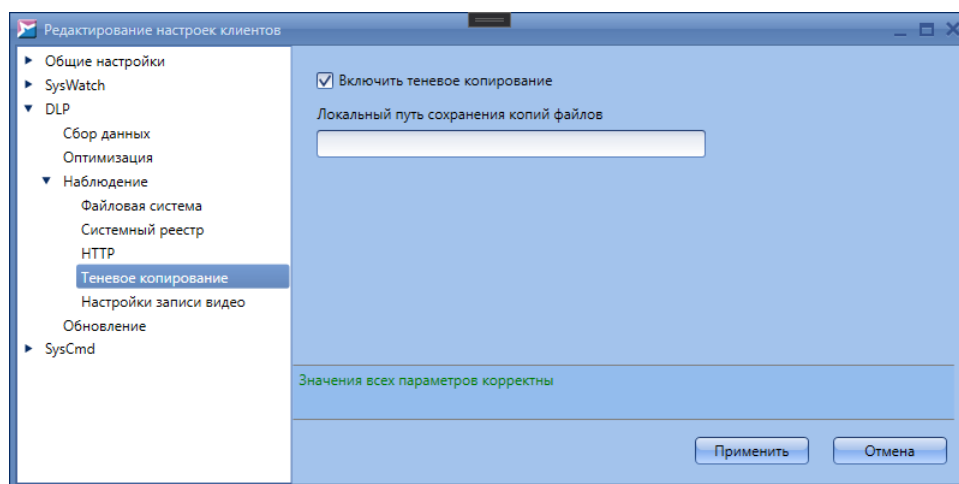 Редактирование настроек клиентов
Общие настройки
SysWatch
DLP
Сбор данных
Оптимизация
Наблюдение
Файловая система
Системный реестр
HTTP
Теневое копирование
Настройки записи видео
Обновление
SysCmd
Включить теневое копирование
Локальный путь сохранения копий файлов
Значения всех параметров корректны
Применить
Отмена